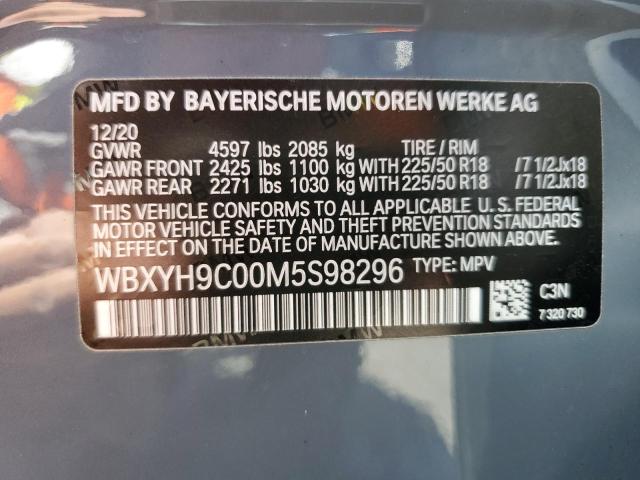 MFD BY BAYERISCHE MOTOREN WERKE AG
12/20
GVWR 4597 lbs 2085 kg TIRE / RIM
GAWR FRONT 2425 lbs 1100 kg WITH 225/50 R18 /7 1/2Jx18
GAWR REAR 2271 lbs 1030 kg WITH 225/50 R18 /7 1/2Jx18
THIS VEHICLE CONFORMS TO ALL APPLICABLE U. S. FEDERAL
MOTOR VEHICLE SAFETY AND THEFT PREVENTION STANDARDS
IN EFFECT ON THE DATE OF MANUFACTURE SHOWN ABOVE.
WBXYH9C00M5S98296 TYPE: MPV
C3N
7 320 730
BMW